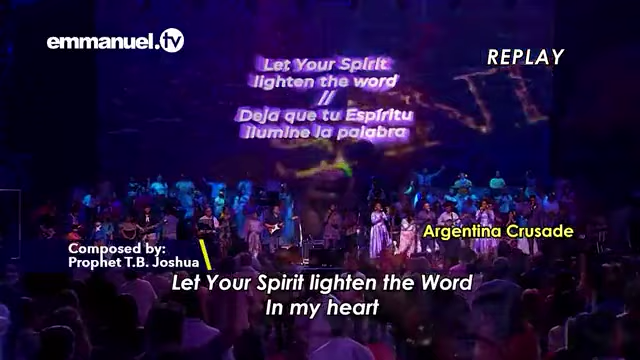 emmanuel.tv
REPLAY
Let Your Spirit
lighten the word
//
Deja que tu Espíritu
ilumine la palabra
Argentina Crusade
Composed by:
Prophet T.B. Joshua
Let Your Spirit lighten the Word
In my heart